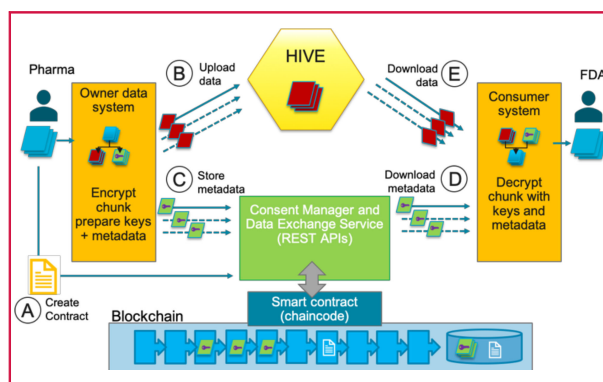 Pharma
Owner data
system
Encrypt
chunk
prepare keys
+ metadata
B
Upload
data
HIVE
Download
data
E
FDA
Consumer
system
Decrypt
chunk with
keys and
metadata
C
Store
metadata
Download
metadata
D
Consent Manager and
Data Exchange Service
(REST APIs)
A
Create
Contract
Smart contract
(chaincode)
Blockchain